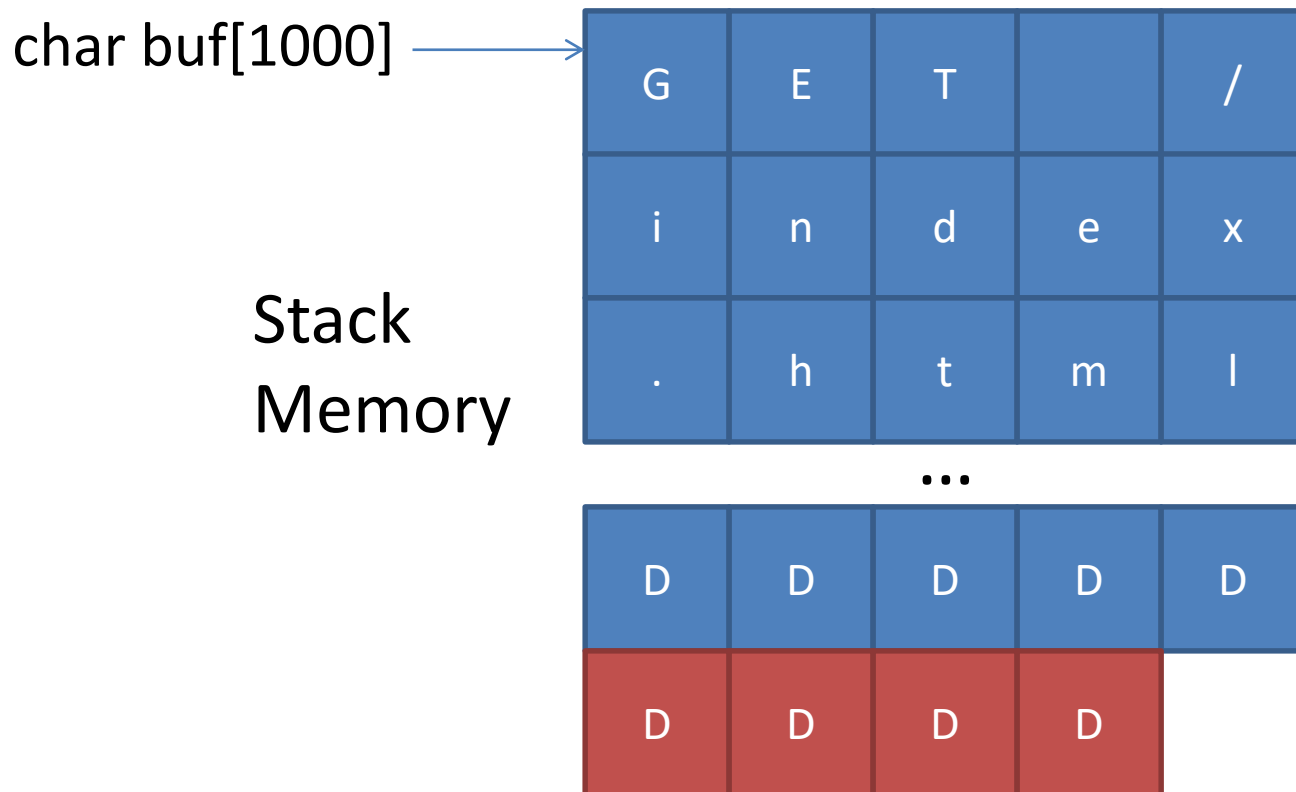 char buf[1000]
G E T /
i n d e x
Stack
Memory
. h t m l
...
D D D D D
D D D D